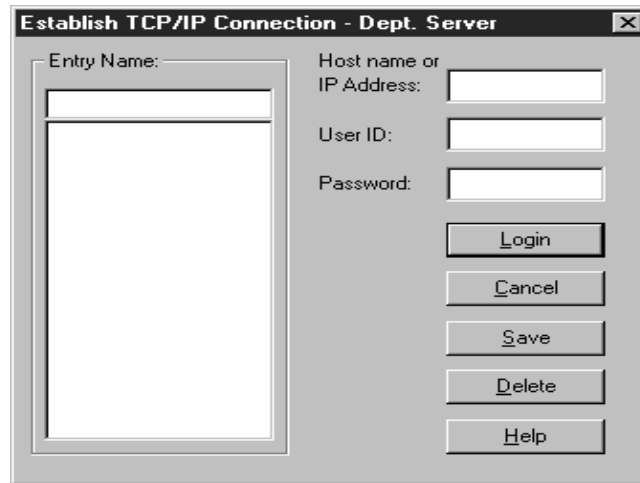 Establish TCP/IP Connection - Dept. Server
Entry Name:
Host name or
IP Address:
User ID:
Password:
Login
Cancel
Save
Delete
Help